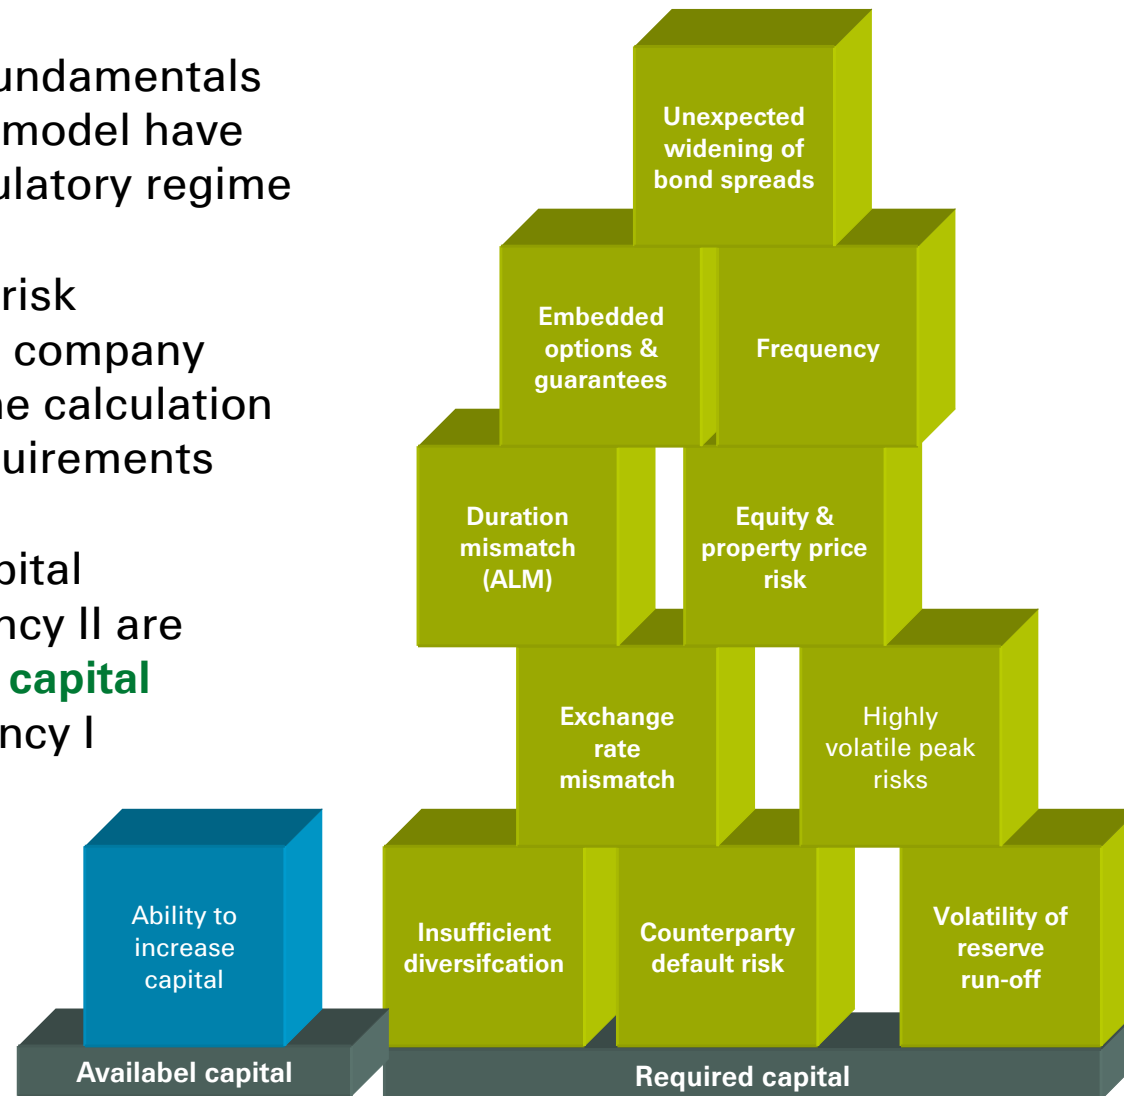 undamentals
model have
ulatory regime
risk
company
ne calculation
quirements
pital
ncy II are
capital
ncy I
Unexpected
widening of
bond spreads
Embedded
options &
guarantees
Frequency
Duration
mismatch
(ALM)
Equity &
property price
risk
Exchange
rate
mismatch
Highly
volatile peak
risks
Ability to
increase
capital
Insufficient
diversifcation
Counterparty
default risk
Volatility of
reserve
run-off
Availabel capital
Required capital